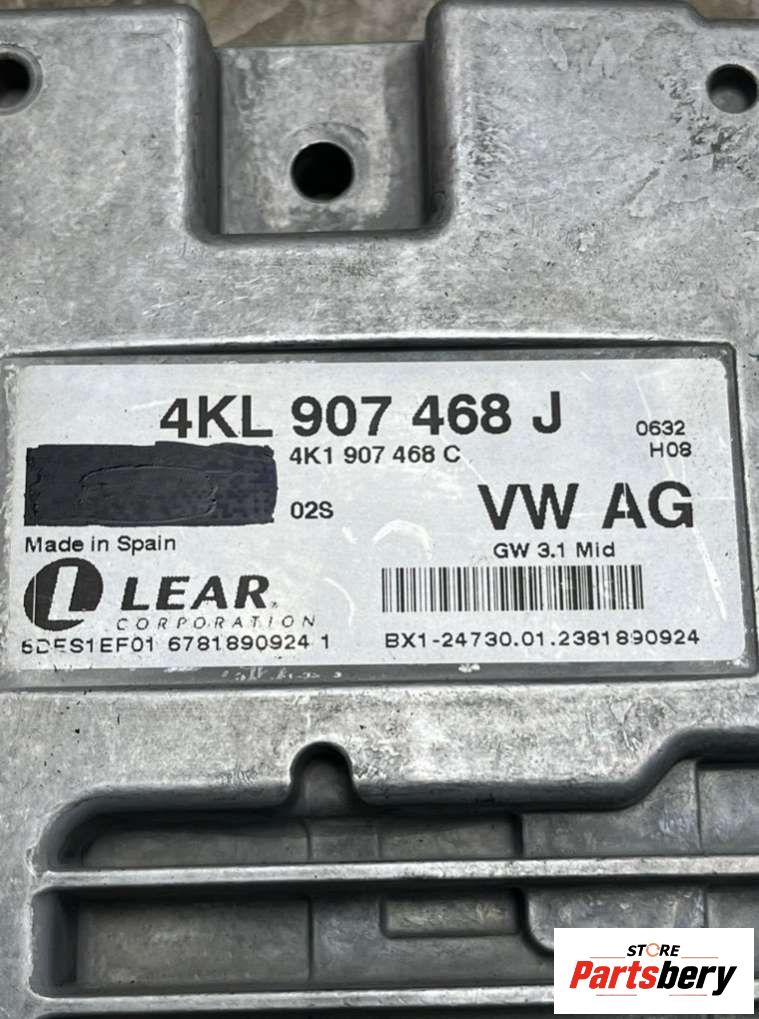 4KL 907 468 J
0632
4K1 907 468 C
H08
02S
VW AG
Made in Spain
GW 3.1 Mid
LEAR
CORPORATION
6781890924 1
BX1-24730.01.2381890924
STORE
Partsbery